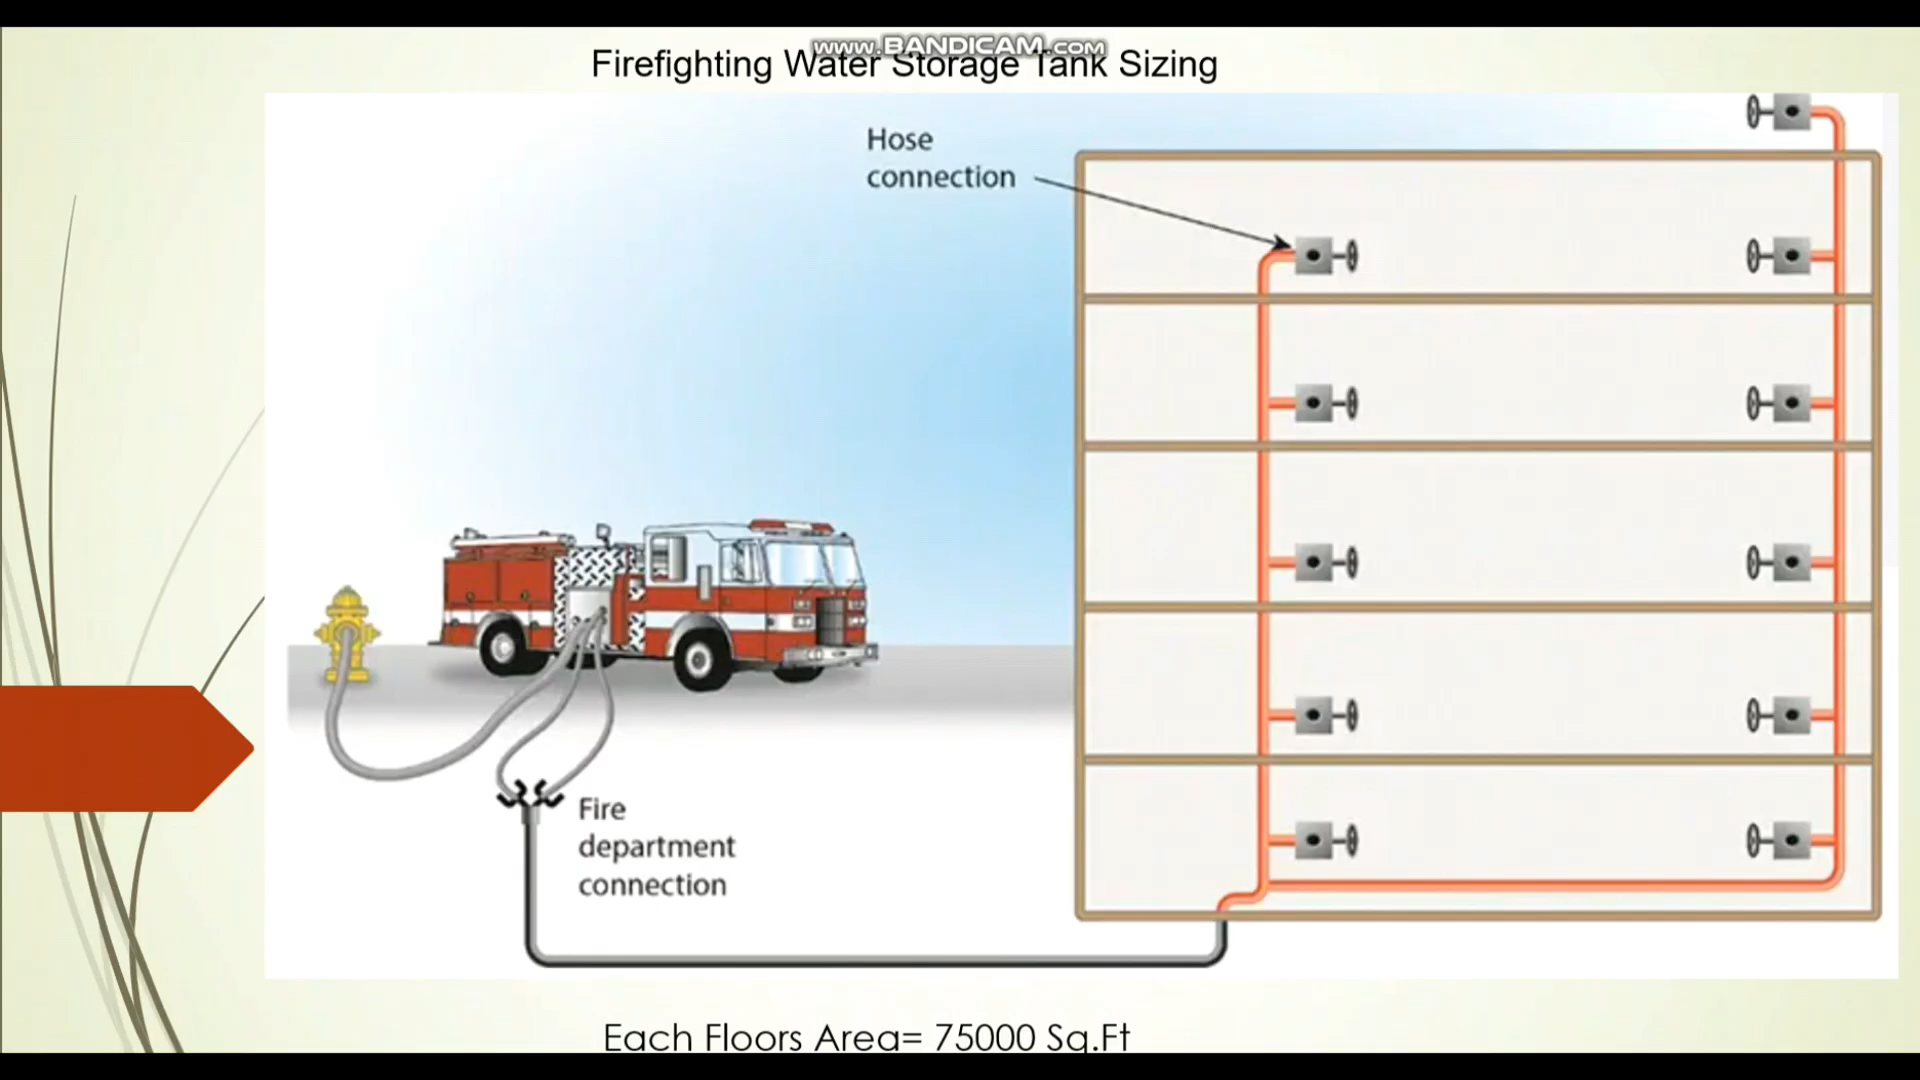 www.BANDICAM.com
Firefighting Water Storage Tank Sizing
Hose
connection
Fire
department
connection
Each Floors Area= 75000 Sq.Ft